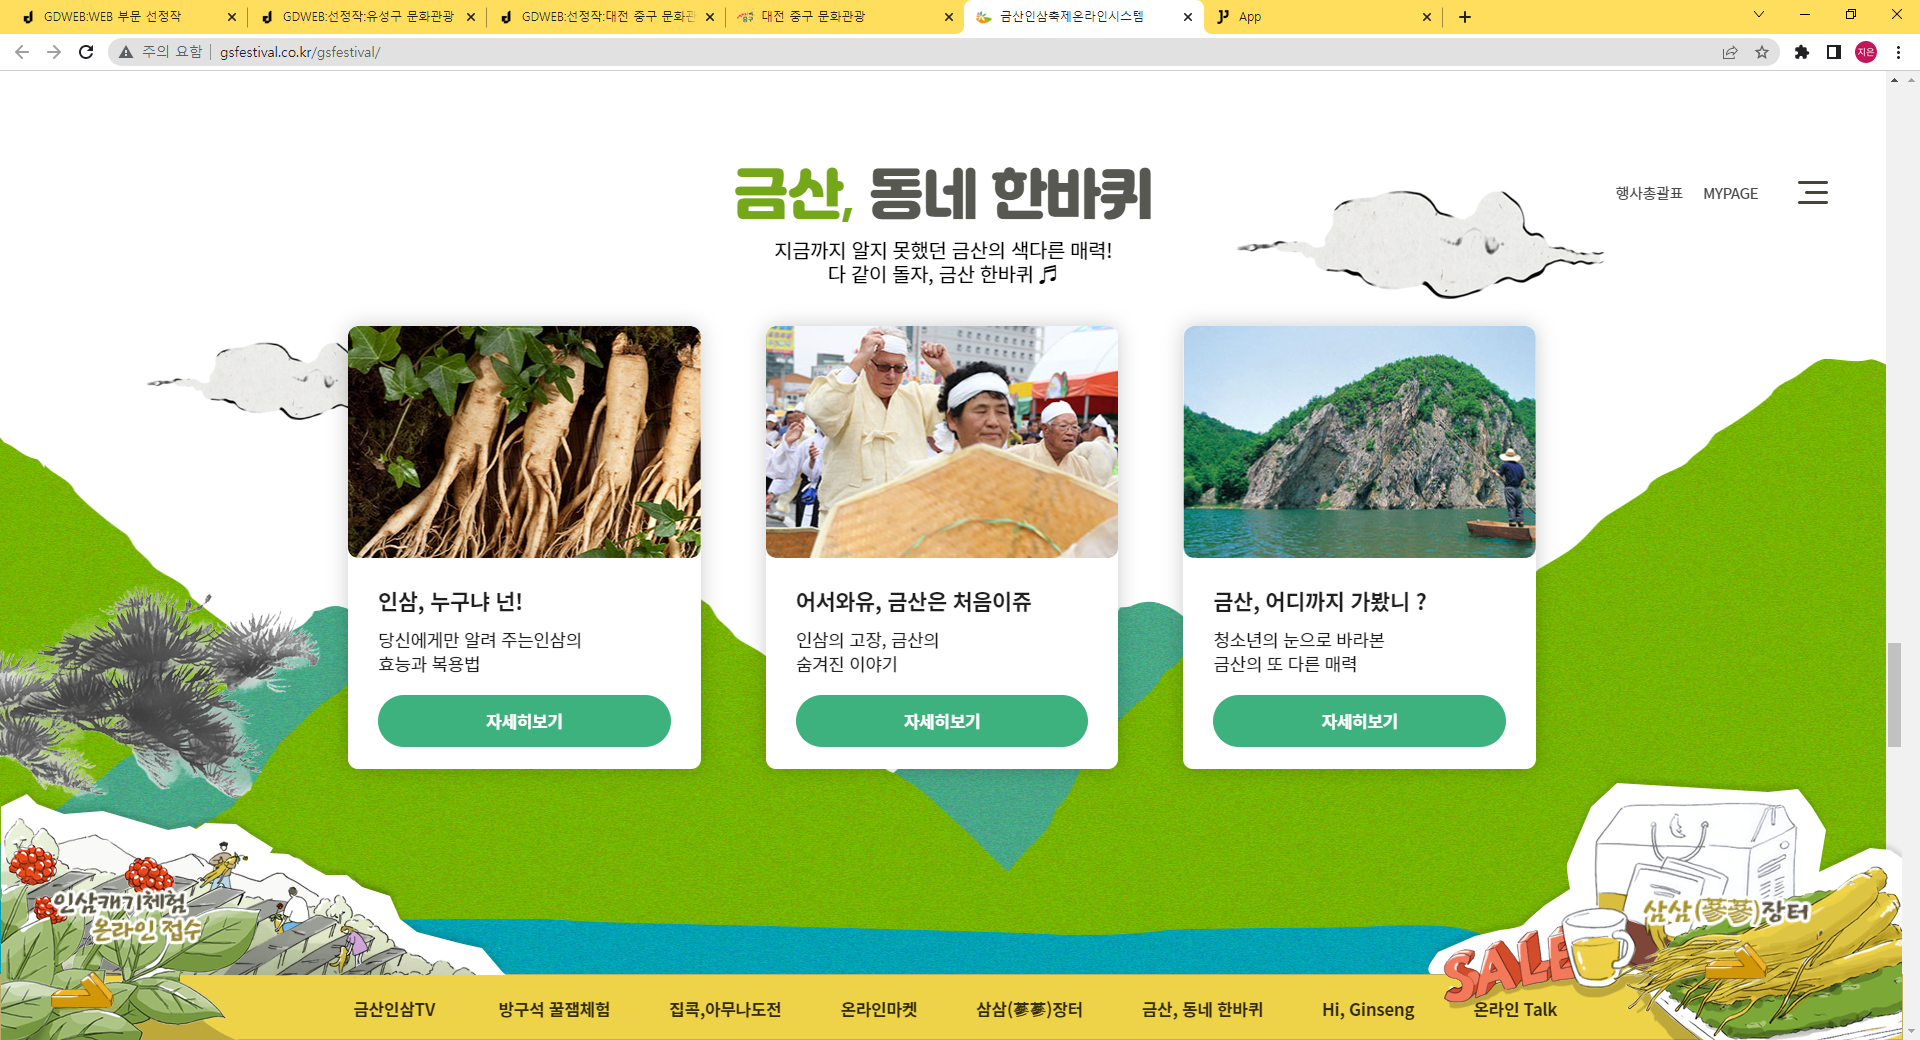 GDWEB:WEB 부문 선정작
GDWEB:선정작:유성구 문화관광
GDWEB:선정작:대전 중구 문화관
대전 중구 문화관광
금산인삼축제온라인시스템
App
주의 요함
gsfestival.co.kr/gsfestival/
지은
행사총괄표
MYPAGE
금산, 동네 한바퀴
지금까지 알지 못했던 금산의 색다른 매력!
다 같이 돌자, 금산 한바퀴 ♬
인삼, 누구냐 넌!
당신에게만 알려 주는인삼의
효능과 복용법
자세히보기
어서와유, 금산은 처음이쥬
인삼의 고장, 금산의
숨겨진 이야기
자세히보기
금산, 어디까지 가봤니 ?
청소년의 눈으로 바라본
금산의 또 다른 매력
자세히보기
인삼캐기체험
온라인 접수
삼삼(蔘蔘)장터
SALE
금산인삼TV
방구석 꿀잼체험
집콕,아무나도전
온라인마켓
삼삼(蔘蔘)장터
금산, 동네 한바퀴
Hi, Ginseng
온라인 Talk